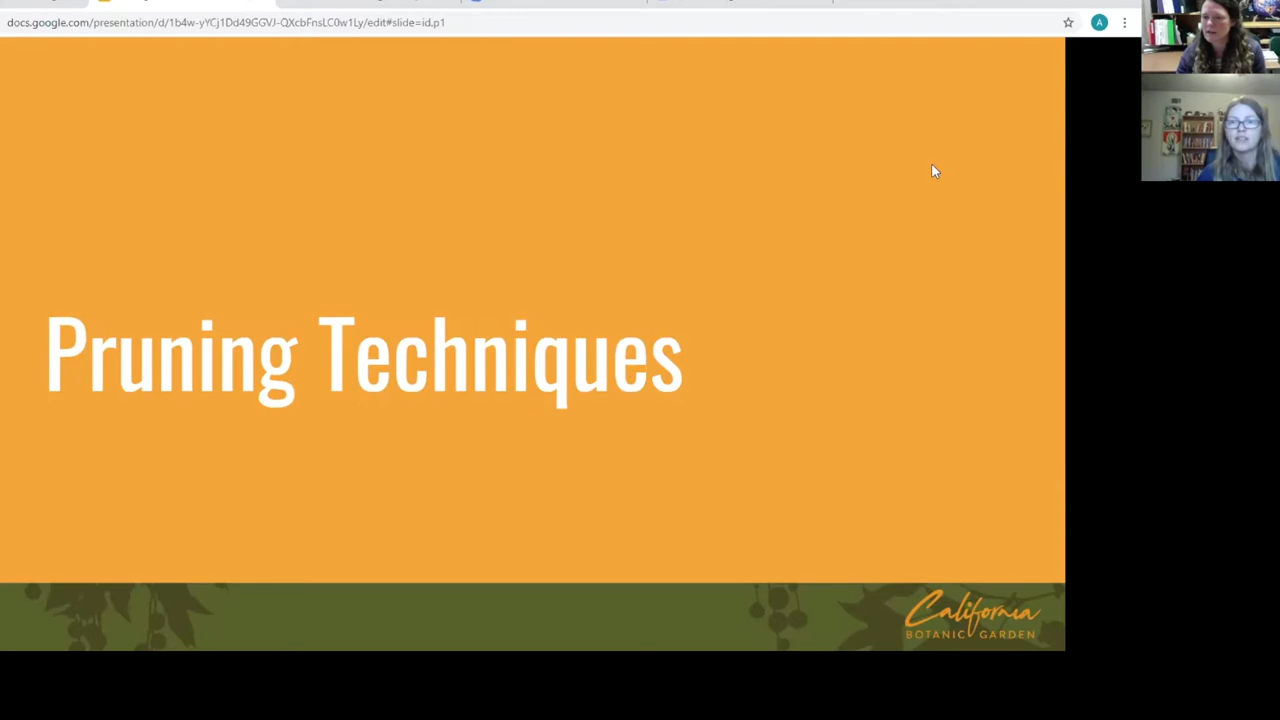 docs.google.com/presentation/d/1b4w-yYCj1Dd49GGVJ-QXcbFnsLC0w1Ly/edit#slide=id.p1
A
Pruning Techniques
California
BOTANIC GARDEN